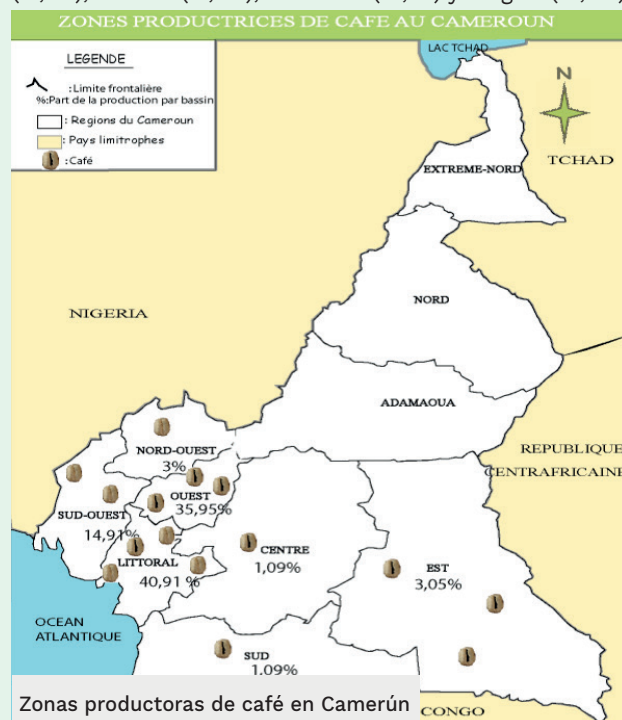 ZONES PRODUCTRICES DE CAFE AU CAMEROUN
LEGENDE
:Limite frontalière
%:Part de la production par bassin
: Regions du Cameroun
: Pays limitrophes
:Café
LAC TCHAD
N
TCHAD
EXTREME-NORD
NORD
NIGERIA
ADAMAOUA
NORD-OUEST
3%
REPUBLIQUE
CENTRAFRICAINE
OUEST
35,95%
SUD-OUEST
14,91%
CENTRE
1,09%
LITTORAL
40,91 %
EST
3,05%
OCEAN
ATLANTIQUE
SUD
1,09%
Zonas productoras de café en Camerún
CONGO